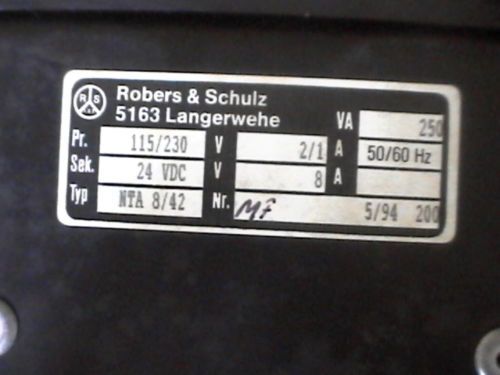 R S
Robers & Schulz
5163 Langerwehe
VA 250
Pr. 115/230 V 2/1 A 50/60 Hz
Sek. 24 VDC V 8 A
Typ NTA 8/42 Nr. MF 5/94 200